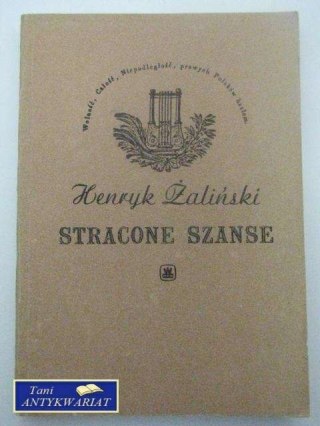 Wolność, Całość, Niepodległość, prawych Polaków hasłem.
Henryk Żaliński
STRACONE SZANSE
Tani
ANTYKWARIAT